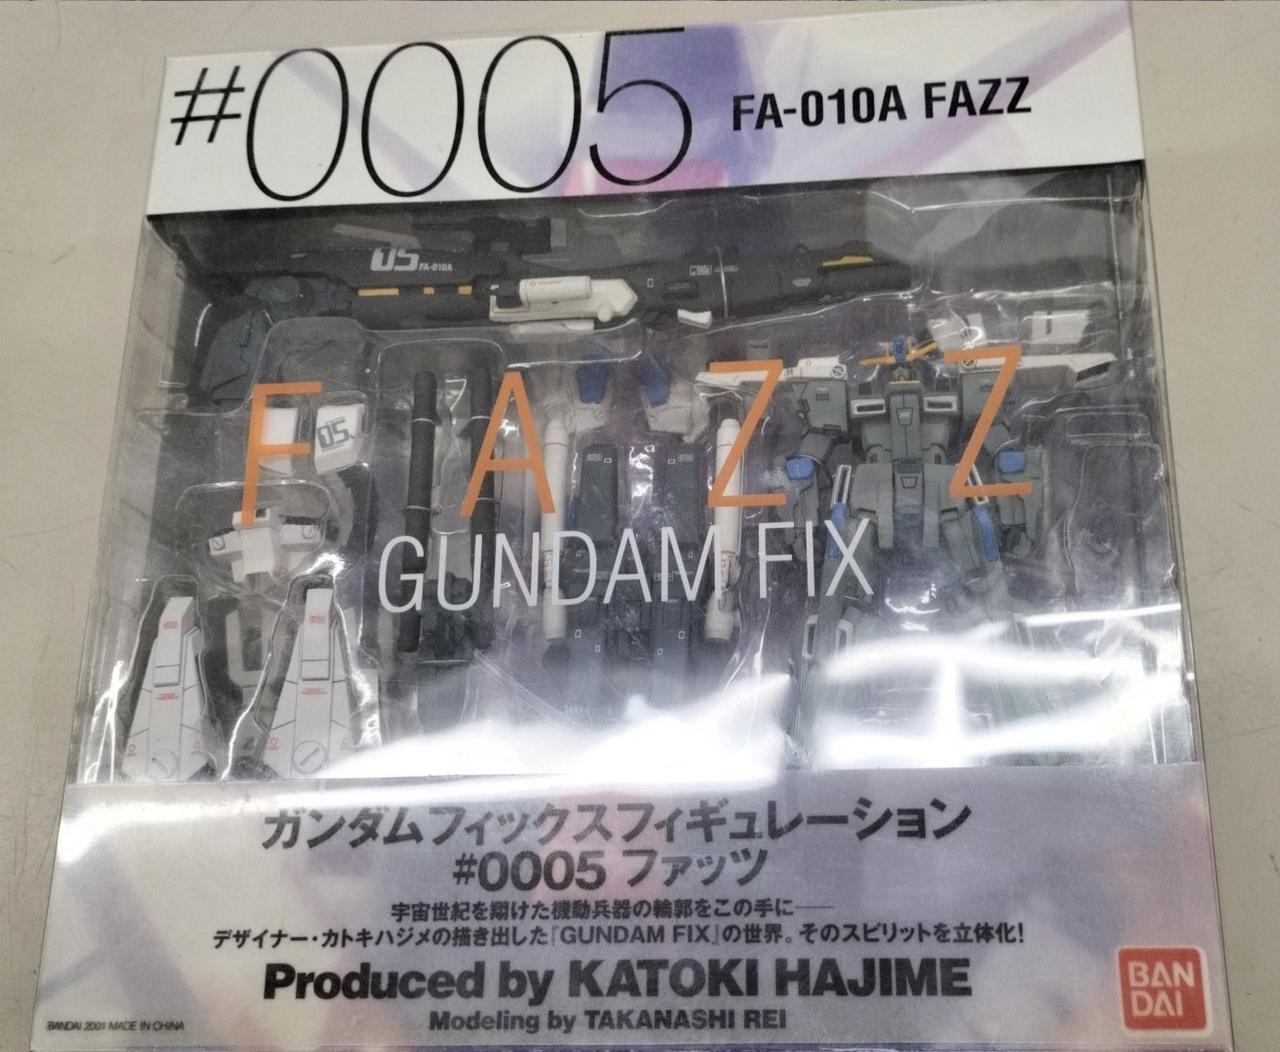 #0005 FA-010A FAZZ
05 FA-010A
FAZZ
05
GUNDAM FIX
ガンダムフィックスフィギュレーション
#0005 ファッツ
宇宙世紀を翔けた機動兵器の輪郭をこの手に──
デザイナー・カトキハジメの描き出した『GUNDAM FIX』の世界。そのスピリットを立体化!
Produced by KATOKI HAJIME
Modeling by TAKANASHI REI
BANDAI 2001 MADE IN CHINA
BAN
DAI